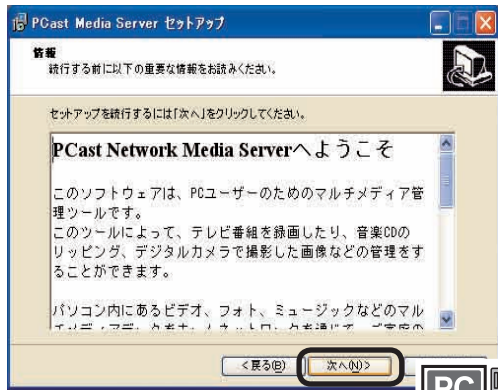 PCast Media Server セットアップ
情報
続行する前に以下の重要な情報をお読みください。
セットアップを続行するには「次へ」をクリックしてください。
PCast Network Media Serverへようこそ
このソフトウェアは、PCユーザーのためのマルチメディア管
理ツールです。
このツールによって、テレビ番組を録画したり、音楽CDの
リッピング、デジタルカメラで撮影した画像などの管理をす
ることができます。
パソコン内にあるビデオ、フォト、ミュージックなどのマル
<戻る(B)
次へ(N)>
PC